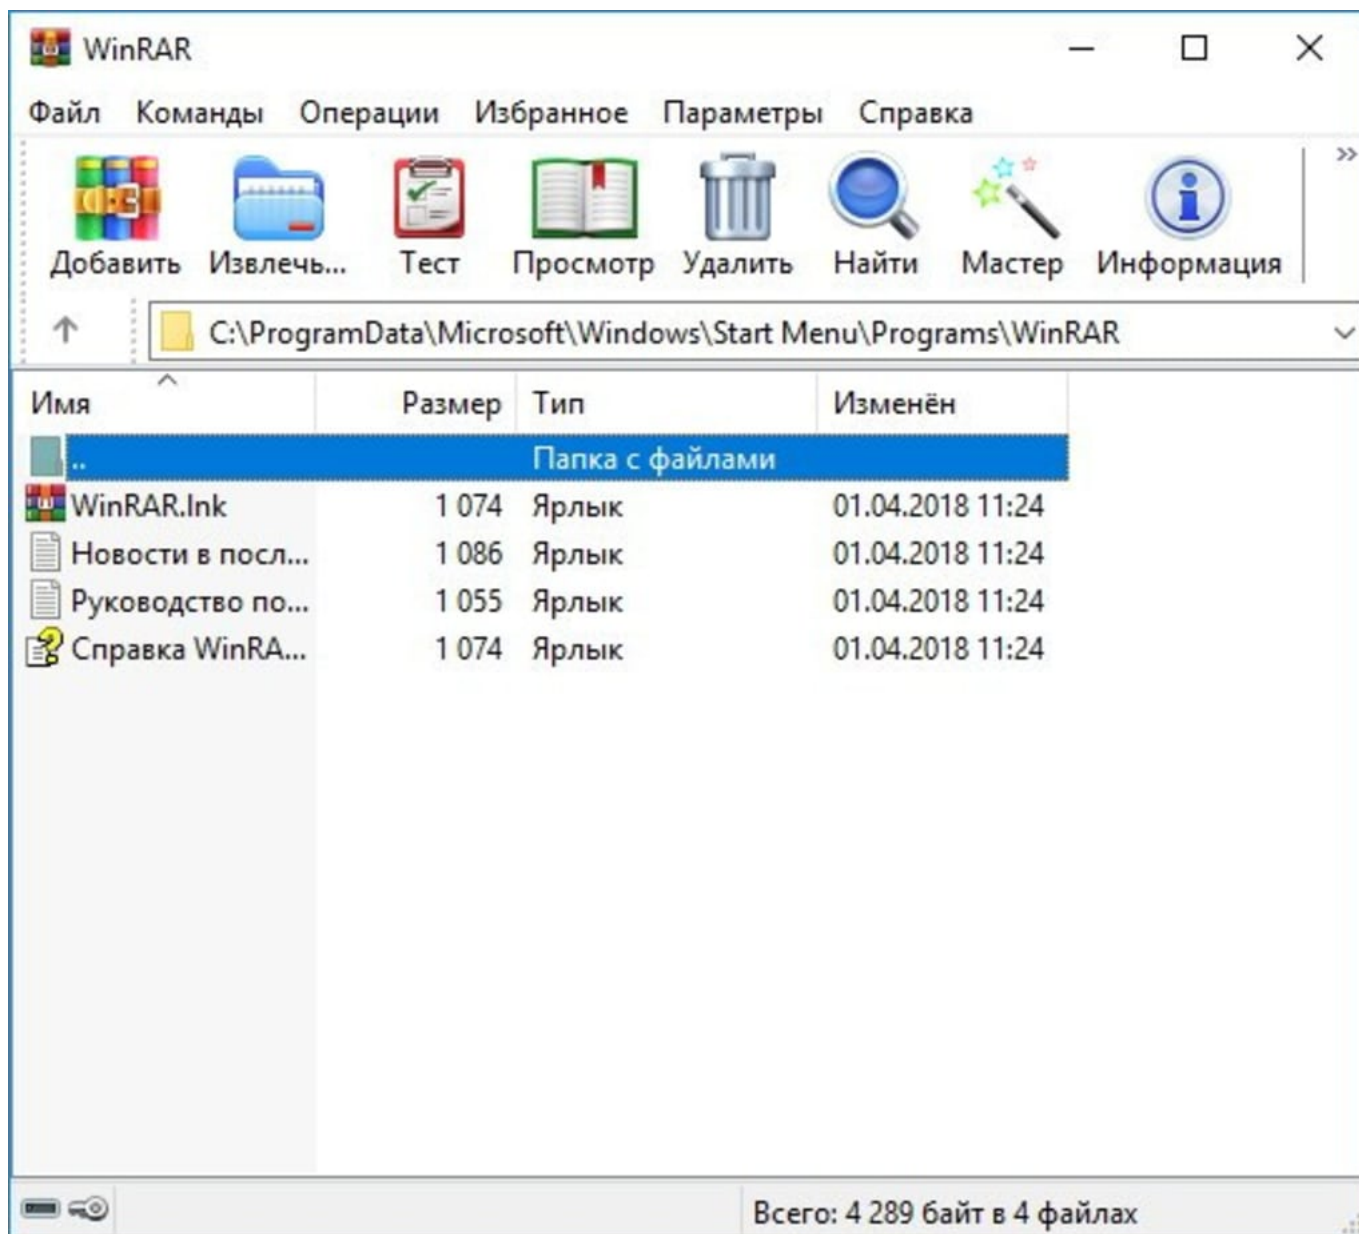 WinRAR
Файл Команды Операции Избранное Параметры Справка
Добавить Извлечь... Тест Просмотр Удалить Найти Мастер Информация
C:\ProgramData\Microsoft\Windows\Start Menu\Programs\WinRAR
Имя Размер Тип Изменён
.. Папка с файлами
WinRAR.lnk 1 074 Ярлык 01.04.2018 11:24
Новости в посл... 1 086 Ярлык 01.04.2018 11:24
Руководство по... 1 055 Ярлык 01.04.2018 11:24
Справка WinRA... 1 074 Ярлык 01.04.2018 11:24
Всего: 4 289 байт в 4 файлах